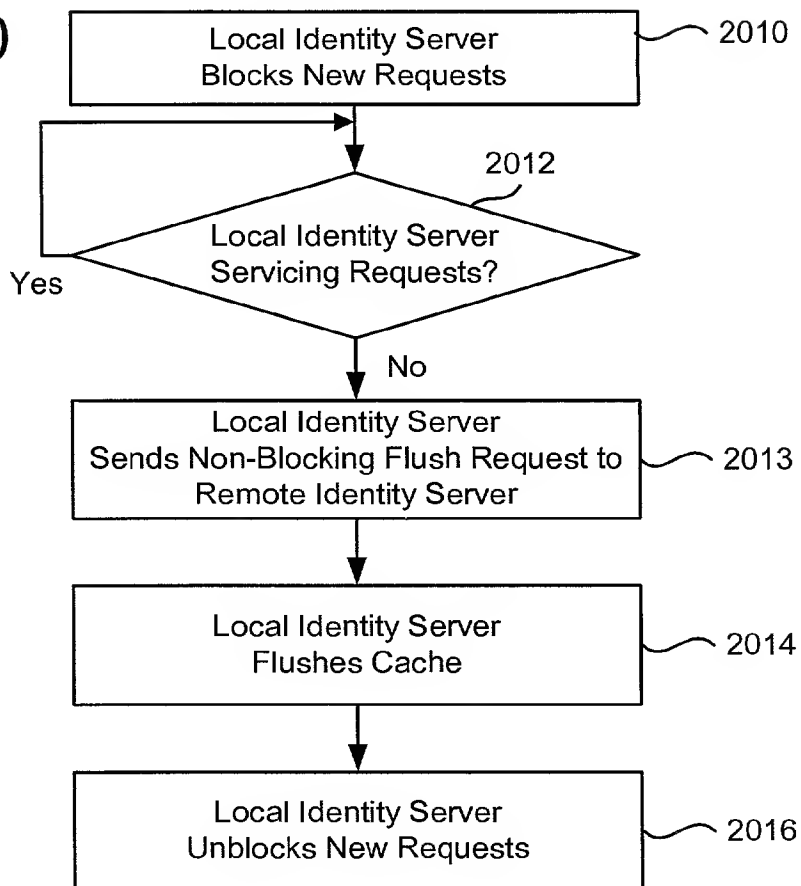 Local Identity Server
Blocks New Requests
2010
2012
Local Identity Server
Servicing Requests?
Yes
No
Local Identity Server
Sends Non-Blocking Flush Request to
Remote Identity Server
2013
Local Identity Server
Flushes Cache
2014
Local Identity Server
Unblocks New Requests
2016